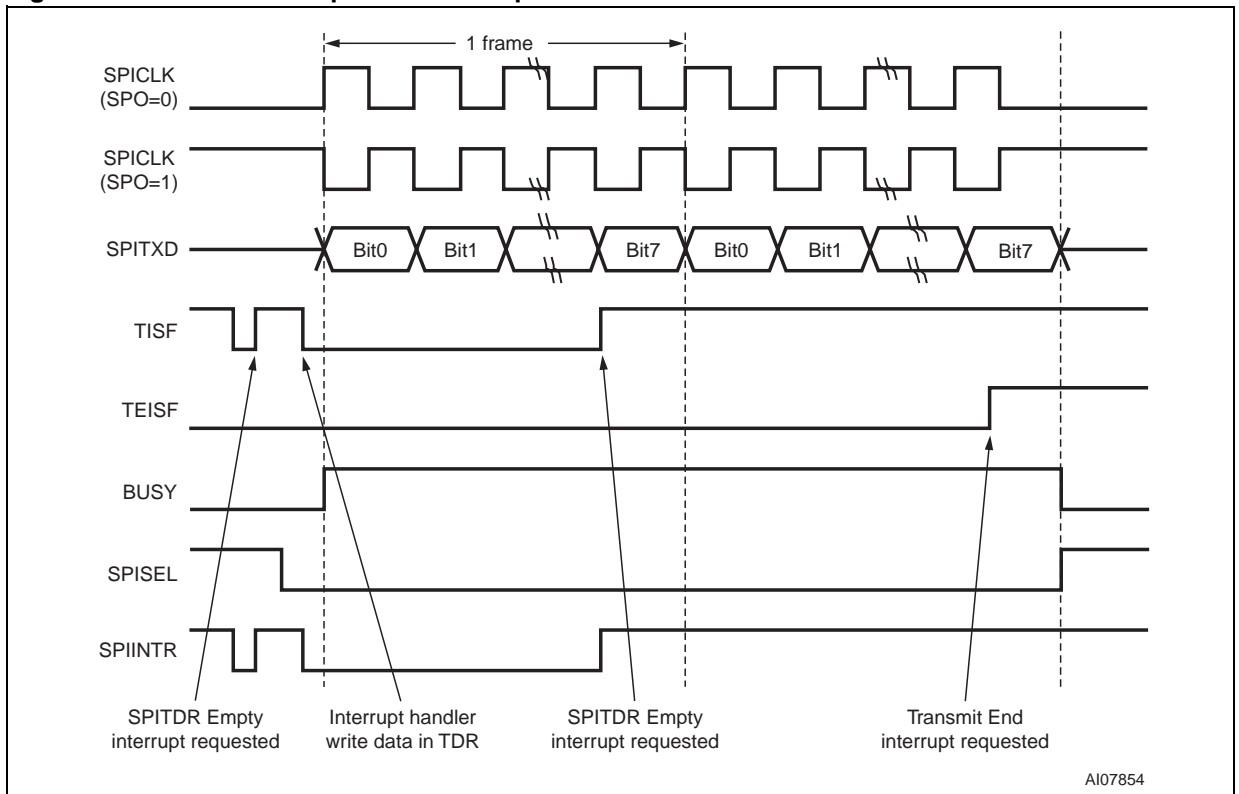 1 frame
SPICLK
(SPO=0)
SPICLK
(SPO=1)
SPITXD
Bit0
Bit1
Bit7
Bit0
Bit1
Bit7
TISF
TEISF
BUSY
SPISEL
SPIINTR
SPITDR Empty
interrupt requested
Interrupt handler
write data in TDR
SPITDR Empty
interrupt requested
Transmit End
interrupt requested
AI07854